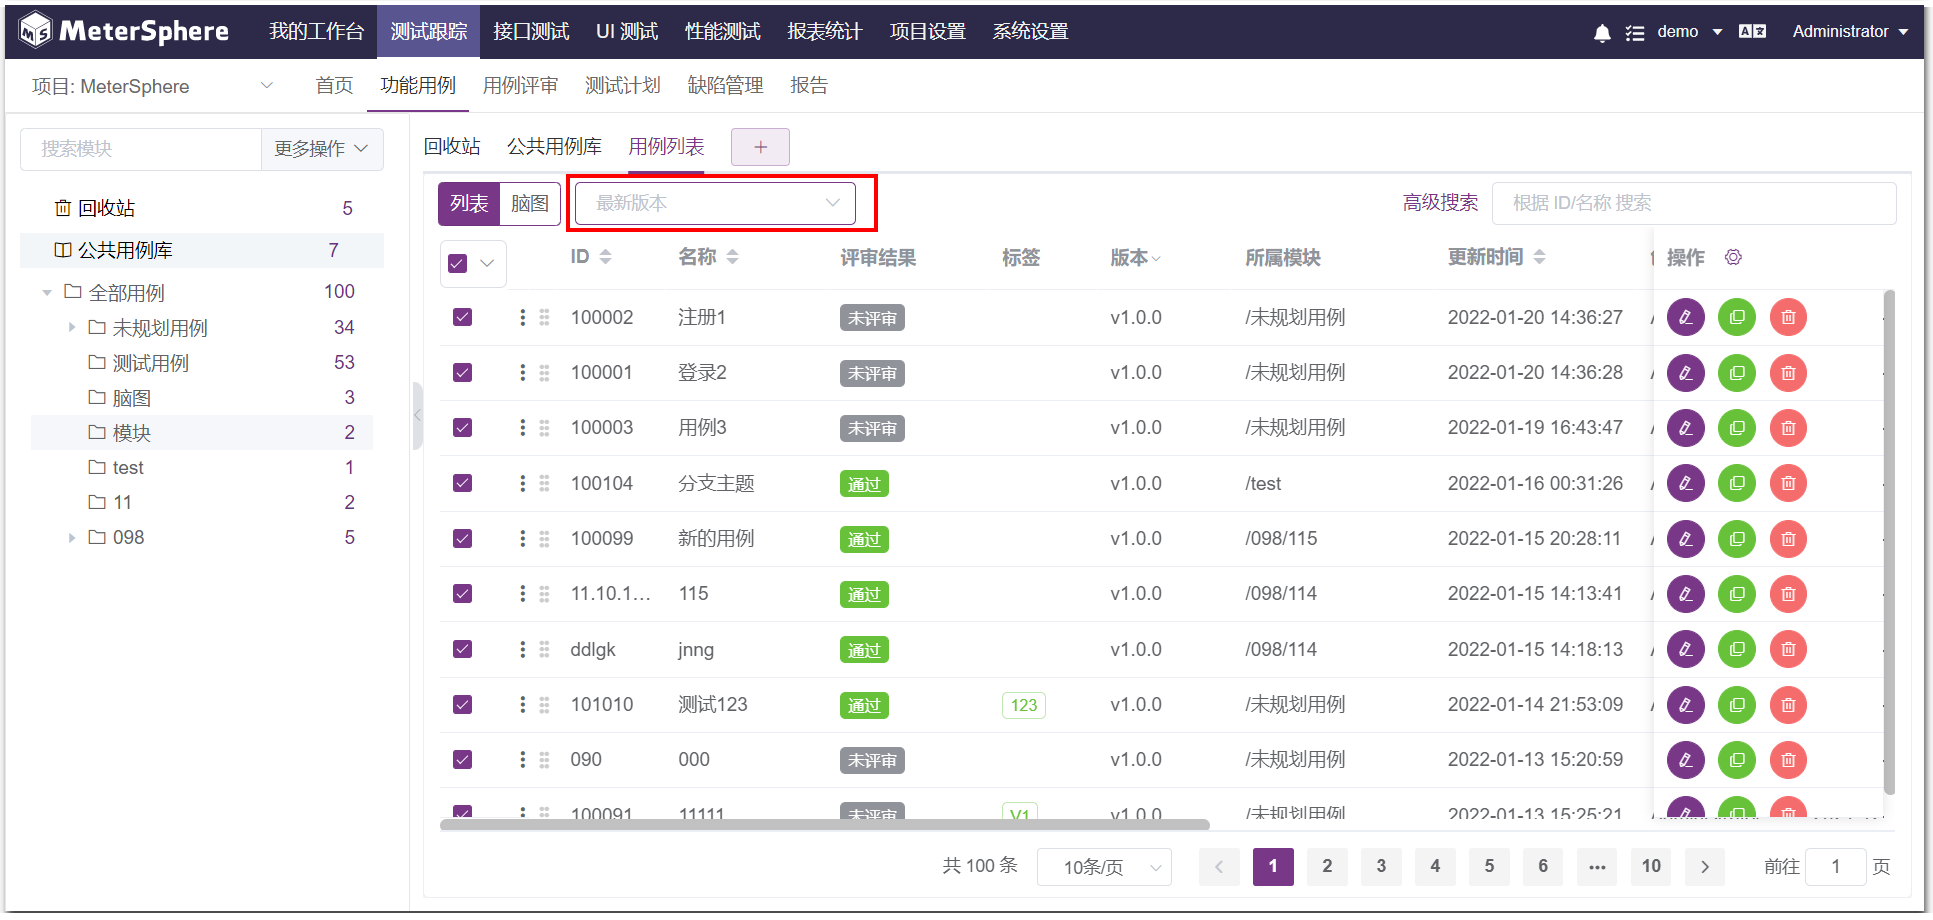 MeterSphere 我的工作台 测试跟踪 接口测试 UI 测试 性能测试 报表统计 项目设置 系统设置 demo Administrator
项目: MeterSphere 首页 功能用例 用例评审 测试计划 缺陷管理 报告
搜索模块 更多操作
回收站 5
公共用例库 7
全部用例 100
未规划用例 34
测试用例 53
脑图 3
模块 2
test 1
11 2
098 5
回收站 公共用例库 用例列表 +
列表 脑图 最新版本 高级搜索 根据 ID/名称 搜索
ID 名称 评审结果 标签 版本 所属模块 更新时间 操作
100002 注册1 未评审 v1.0.0 /未规划用例 2022-01-20 14:36:27
100001 登录2 未评审 v1.0.0 /未规划用例 2022-01-20 14:36:28
100003 用例3 未评审 v1.0.0 /未规划用例 2022-01-19 16:43:47
100104 分支主题 通过 v1.0.0 /test 2022-01-16 00:31:26
100099 新的用例 通过 v1.0.0 /098/115 2022-01-15 20:28:11
11.10.1... 115 通过 v1.0.0 /098/114 2022-01-15 14:13:41
ddlgk jnng 通过 v1.0.0 /098/114 2022-01-15 14:18:13
101010 测试123 通过 123 v1.0.0 /未规划用例 2022-01-14 21:53:09
090 000 未评审 v1.0.0 /未规划用例 2022-01-13 15:20:59
100091 11111 未评审 V1 v1.0.0 /未规划用例 2022-01-13 15:25:21
共 100 条 10条/页 1 2 3 4 5 6 ··· 10 前往 1 页